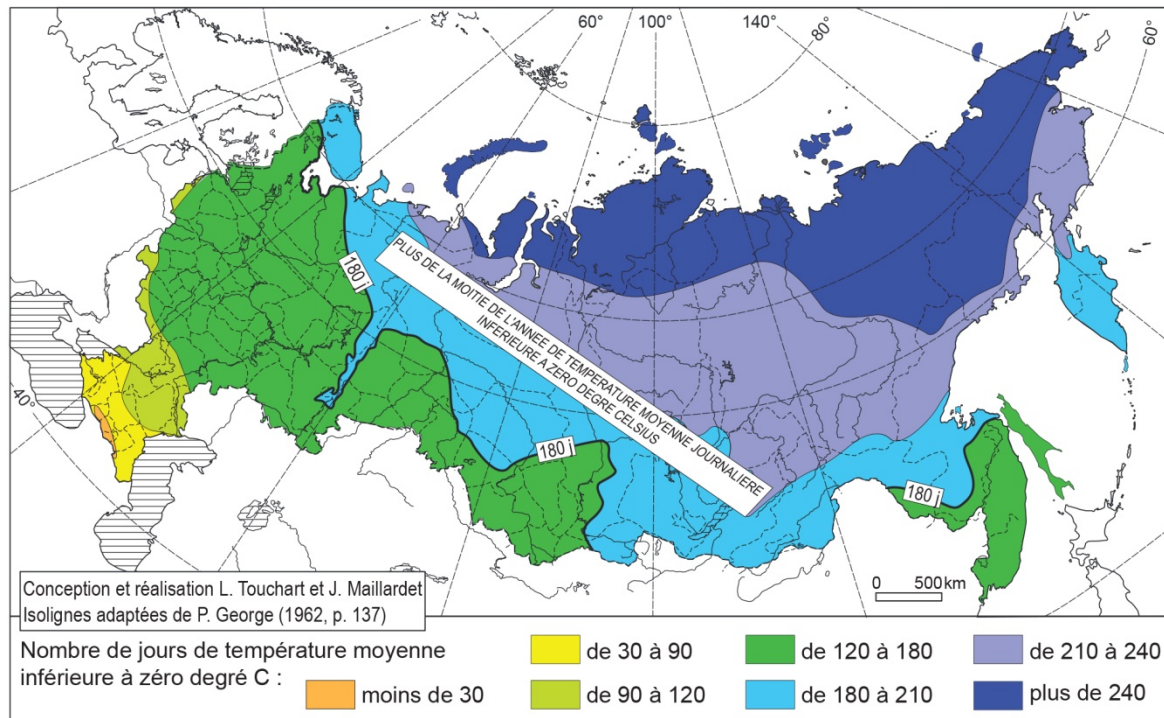 60° 100° 140° 80° 60°
180 j
PLUS DE LA MOITIE DE L'ANNEE DE TEMPERATURE MOYENNE JOURNALIERE
INFERIEURE A ZERO DEGRE CELSIUS
40°
180 j
180 j
0 500 km
Conception et réalisation L. Touchart et J. Maillardet
Isolignes adaptées de P. George (1962, p. 137)
Nombre de jours de température moyenne
inférieure à zéro degré C :
moins de 30
de 30 à 90
de 90 à 120
de 120 à 180
de 180 à 210
de 210 à 240
plus de 240